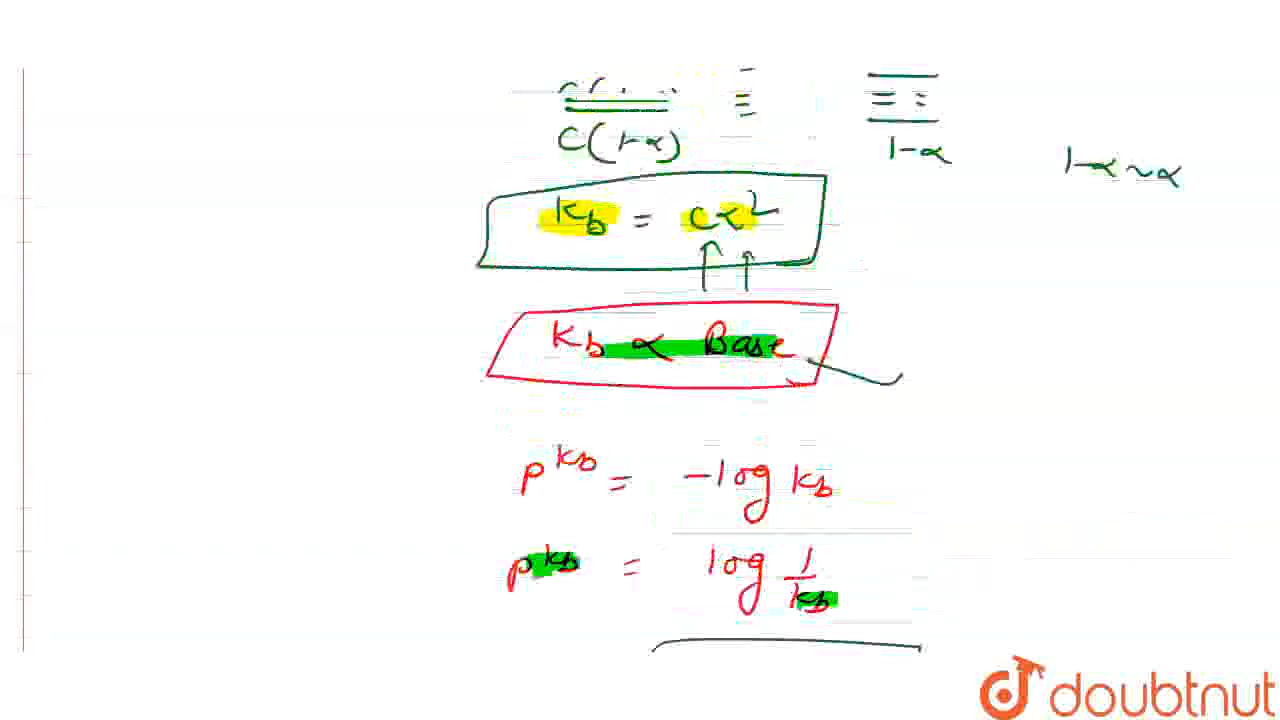 C(1-α)
1-α
1-α ~ α
Kb = Cα²
Kb ∝ Base
pKb = -log Kb
pKb = log 1/Kb
doubtnut